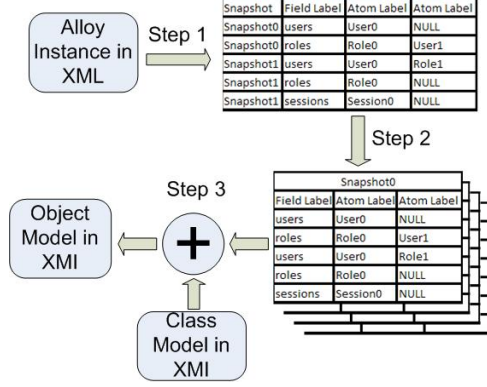 Alloy
Instance in
XML
Step 1
Snapshot Field Label Atom Label Atom Label
Snapshot0 users User0 NULL
Snapshot0 roles Role0 User1
Snapshot1 users User0 Role1
Snapshot1 roles Role0 NULL
Snapshot1 sessions Session0 NULL
Step 2
Snapshot0
Field Label Atom Label Atom Label
users User0 NULL
roles Role0 User1
users User0 Role1
roles Role0 NULL
sessions Session0 NULL
Step 3
+
Object
Model in
XMI
Class
Model in
XMI